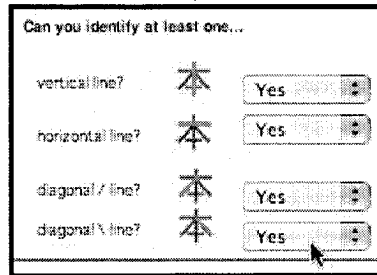 Can you identify at least one...
vertical line? 本 Yes
horizontal line? 本 Yes
diagonal / line? 本 Yes
diagonal \ line? 本 Yes